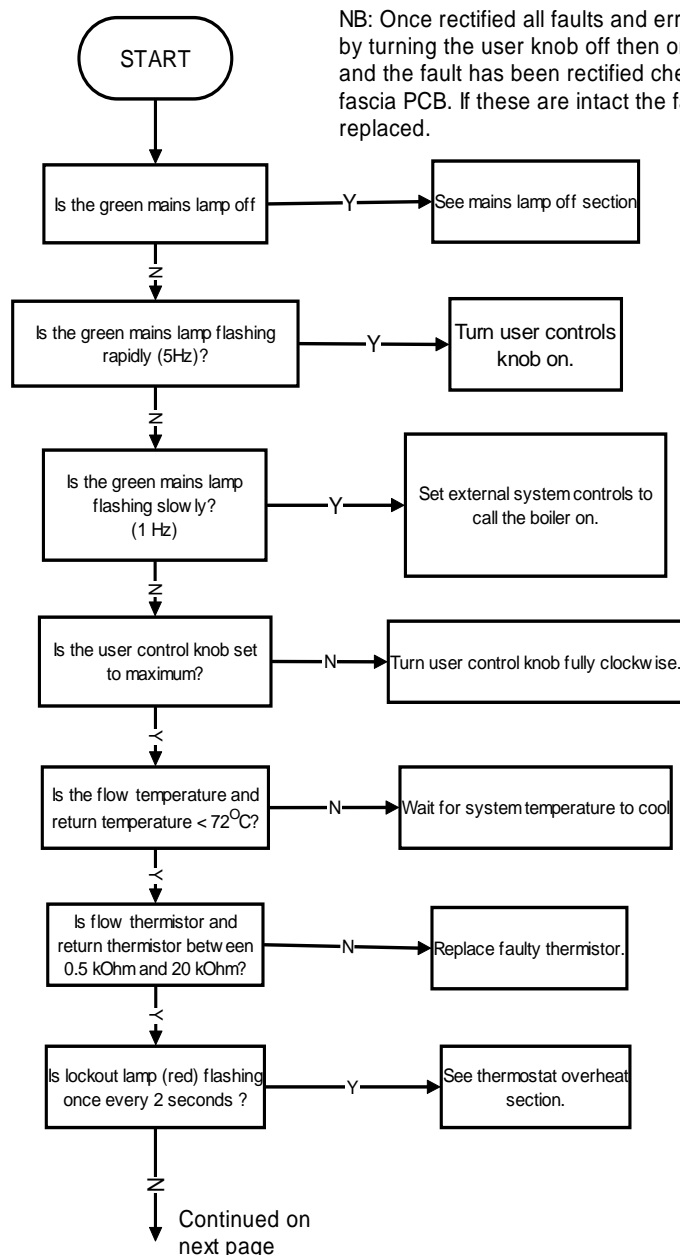 START
NB: Once rectified all faults and
by turning the user knob off then
and the fault has been rectified
fascia PCB. If these are intact the
replaced.
Is the green mains lamp off
Y
See mains lamp off section
N
Is the green mains lamp flashing
rapidly (5Hz)?
Y
Turn user controls
knob on.
N
Is the green mains lamp
flashing slowly?
(1 Hz)
Y
Set external system controls to
call the boiler on.
N
Is the user control knob set
to maximum?
N
Turn user control knob fully clockwise.
Y
Is the flow temperature and
return temperature < 72°C?
N
Wait for system temperature to cool
Y
Is flow thermistor and
return thermistor between
0.5 kOhm and 20 kOhm?
N
Replace faulty thermistor.
Y
Is lockout lamp (red) flashing
once every 2 seconds ?
Y
See thermostat overheat
section.
N
Continued on
next page